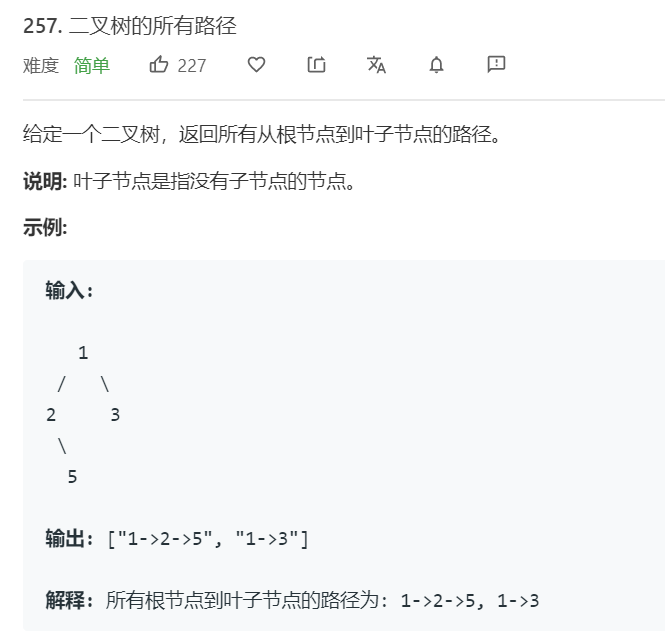 257. 二叉树的所有路径
难度 简单 227
给定一个二叉树，返回所有从根节点到叶子节点的路径。
说明: 叶子节点是指没有子节点的节点。
示例:
输入:
1
/ \
2 3
\
5
输出: ["1->2->5", "1->3"]
解释: 所有根节点到叶子节点的路径为: 1->2->5, 1->3